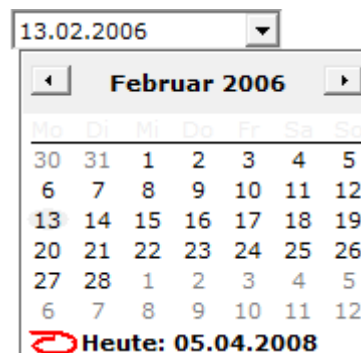 13.02.2006
Februar 2006
Mo Di Mi Do Fr Sa So
30 31 1 2 3 4 5
6 7 8 9 10 11 12
13 14 15 16 17 18 19
20 21 22 23 24 25 26
27 28 1 2 3 4 5
6 7 8 9 10 11 12
Heute: 05.04.2008